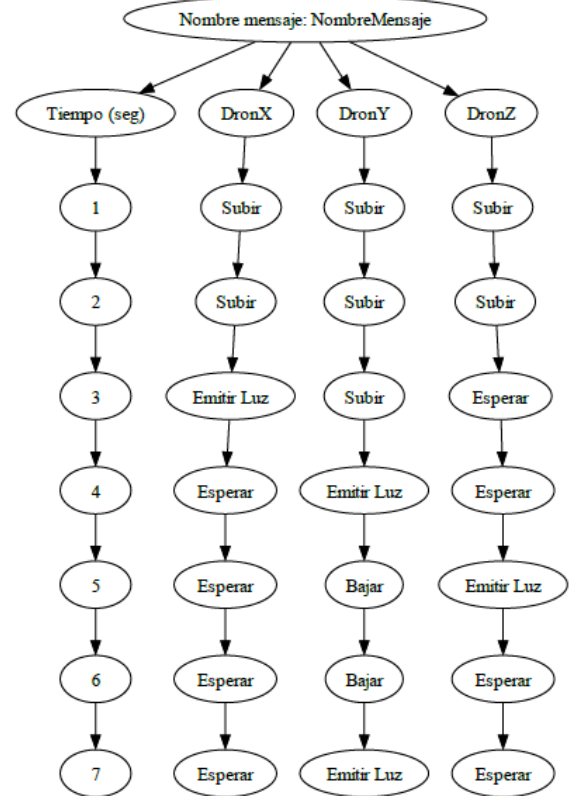 Nombre mensaje: NombreMensaje
Tiempo (seg) DronX DronY DronZ
1 Subir Subir Subir
2 Subir Subir Subir
3 Emitir Luz Subir Esperar
4 Esperar Emitir Luz Esperar
5 Esperar Bajar Emitir Luz
6 Esperar Bajar Esperar
7 Esperar Emitir Luz Esperar